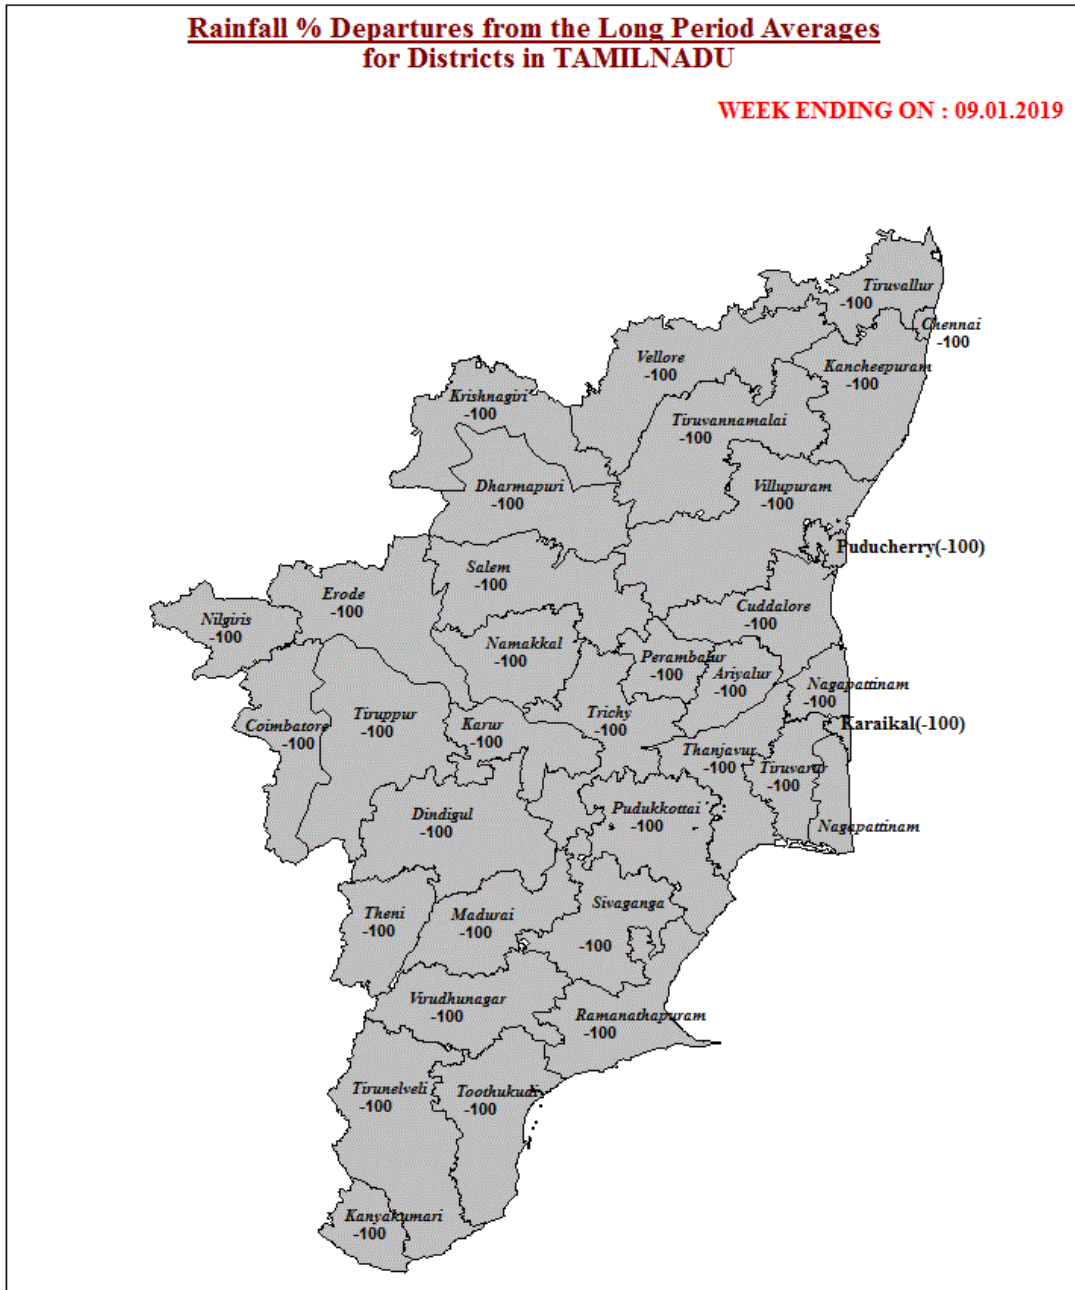 Rainfall % Departures from the Long Period Averages
for Districts in TAMILNADU
WEEK ENDING ON : 09.01.2019
Tiruvallur
-100
Chennai
-100
Vellore
-100
Kancheepuram
-100
Krishnagiri
-100
Tiruvannamalai
-100
Dharmapuri
-100
Villupuram
-100
Puducherry(-100)
Salem
-100
Erode
-100
Cuddalore
-100
Nilgiris
-100
Namakkal
-100
Perambalur
-100
Ariyalur
-100
Nagapattinam
-100
Coimbatore
-100
Tiruppur
-100
Karur
-100
Trichy
-100
Karaikal(-100)
Thanjavur
-100
Tiruvarur
-100
Dindigul
-100
Pudukkottai
-100
Nagapattinam
Theni
-100
Madurai
-100
Sivaganga
-100
Virudhunagar
-100
Ramanathapuram
-100
Tirunelveli
-100
Toothukudi
-100
Kanyakumari
-100